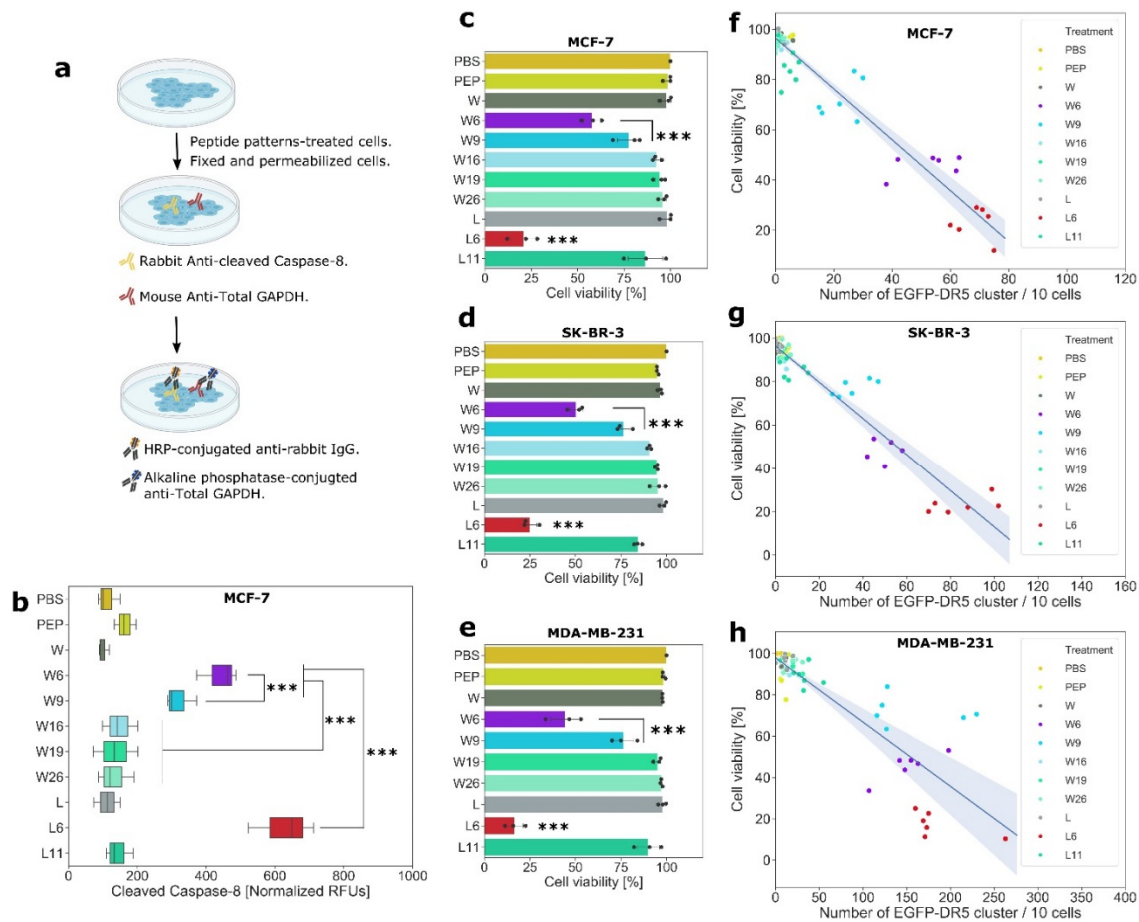 a
Peptide patterns-treated cells.
Fixed and permeabilized cells.
Rabbit Anti-cleaved Caspase-8.
Mouse Anti-Total GAPDH.
HRP-conjugated anti-rabbit IgG.
Alkaline phosphatase-conjugted
anti-Total GAPDH.
b
MCF-7
PBS
PEP
W
W6
W9
W16
W19
W26
L
L6
L11
***
***
***
0 200 400 600 800 1000
Cleaved Caspase-8 [Normalized RFUs]
c
MCF-7
PBS
PEP
W
W6
W9
W16
W19
W26
L
L6
L11
***
***
0 25 50 75 100
Cell viability [%]
d
SK-BR-3
PBS
PEP
W
W6
W9
W16
W19
W26
L
L6
L11
***
***
0 25 50 75 100
Cell viability [%]
e
MDA-MB-231
PBS
PEP
W
W6
W9
W19
W26
L
L6
L11
***
***
0 25 50 75 100
Cell viability [%]
f
MCF-7
Cell viability [%]
100
80
60
40
20
0 20 40 60 80 100 120
Number of EGFP-DR5 cluster / 10 cells
Treatment
PBS
PEP
W
W6
W9
W16
W19
W26
L
L6
L11
g
SK-BR-3
Cell viability [%]
100
80
60
40
20
0
0 20 40 60 80 100 120 140 160
Number of EGFP-DR5 cluster / 10 cells
Treatment
PBS
PEP
W
W6
W9
W16
W19
W26
L
L6
L11
h
MDA-MB-231
Cell viability [%]
100
80
60
40
20
0
0 50 100 150 200 250 300 350 400
Number of EGFP-DR5 cluster / 10 cells
Treatment
PBS
PEP
W
W6
W9
W16
W19
W26
L
L6
L11